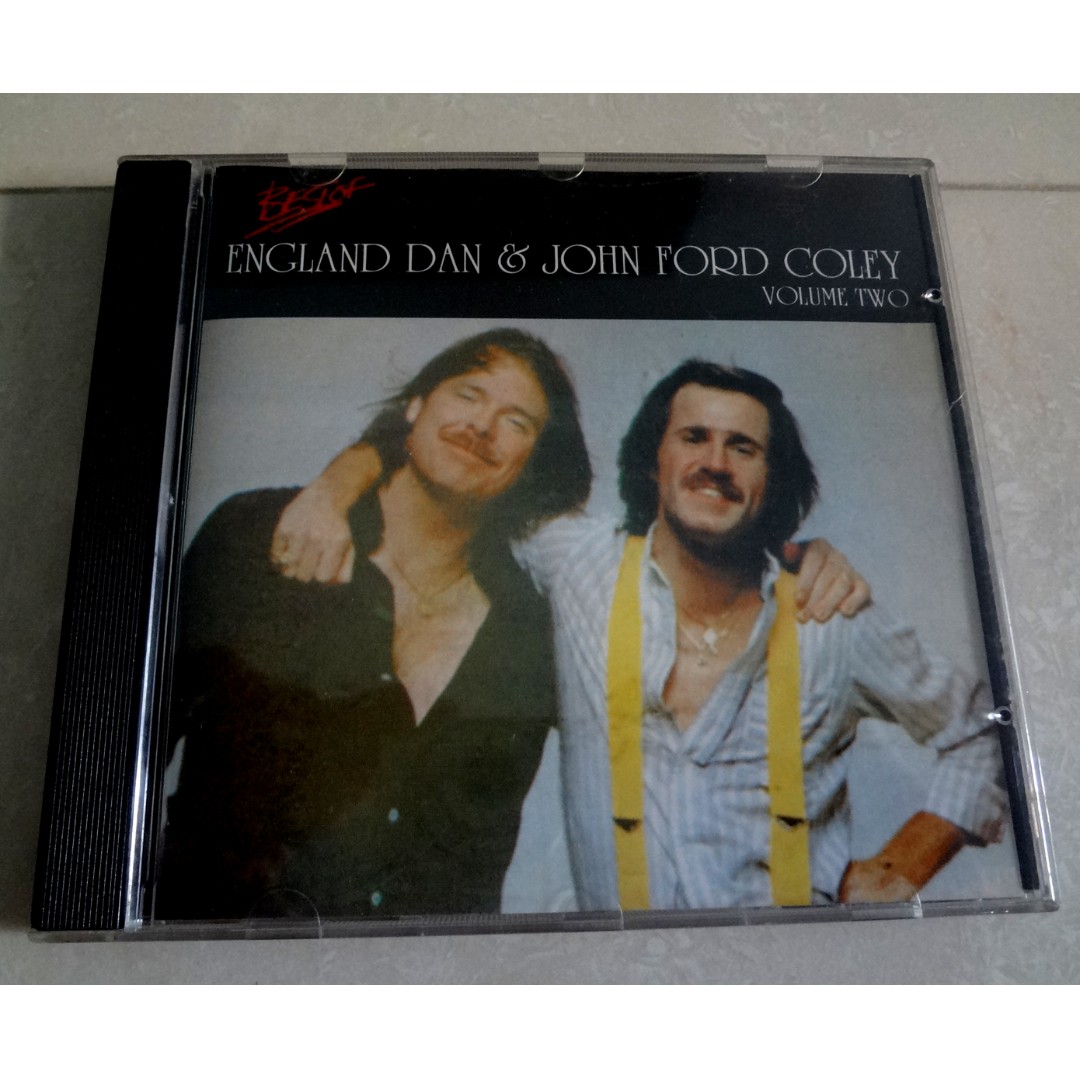 BEST OF
ENGLAND DAN & JOHN FORD COLEY
VOLUME TWO